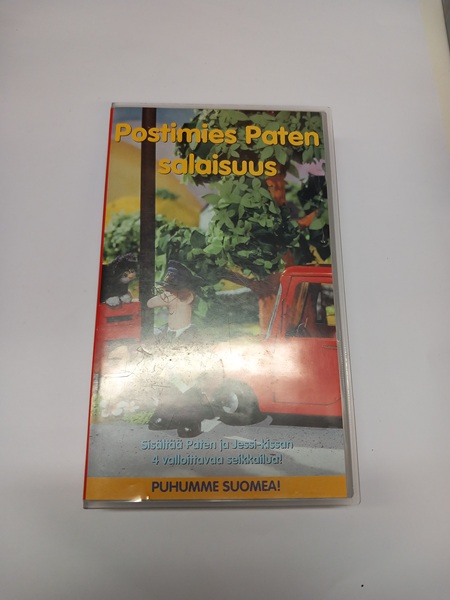 Postimies Paten
salaisuus
Sisältää Paten ja Jessi-kissan
4 valloittavaa seikkailua!
PUHUMME SUOMEA!